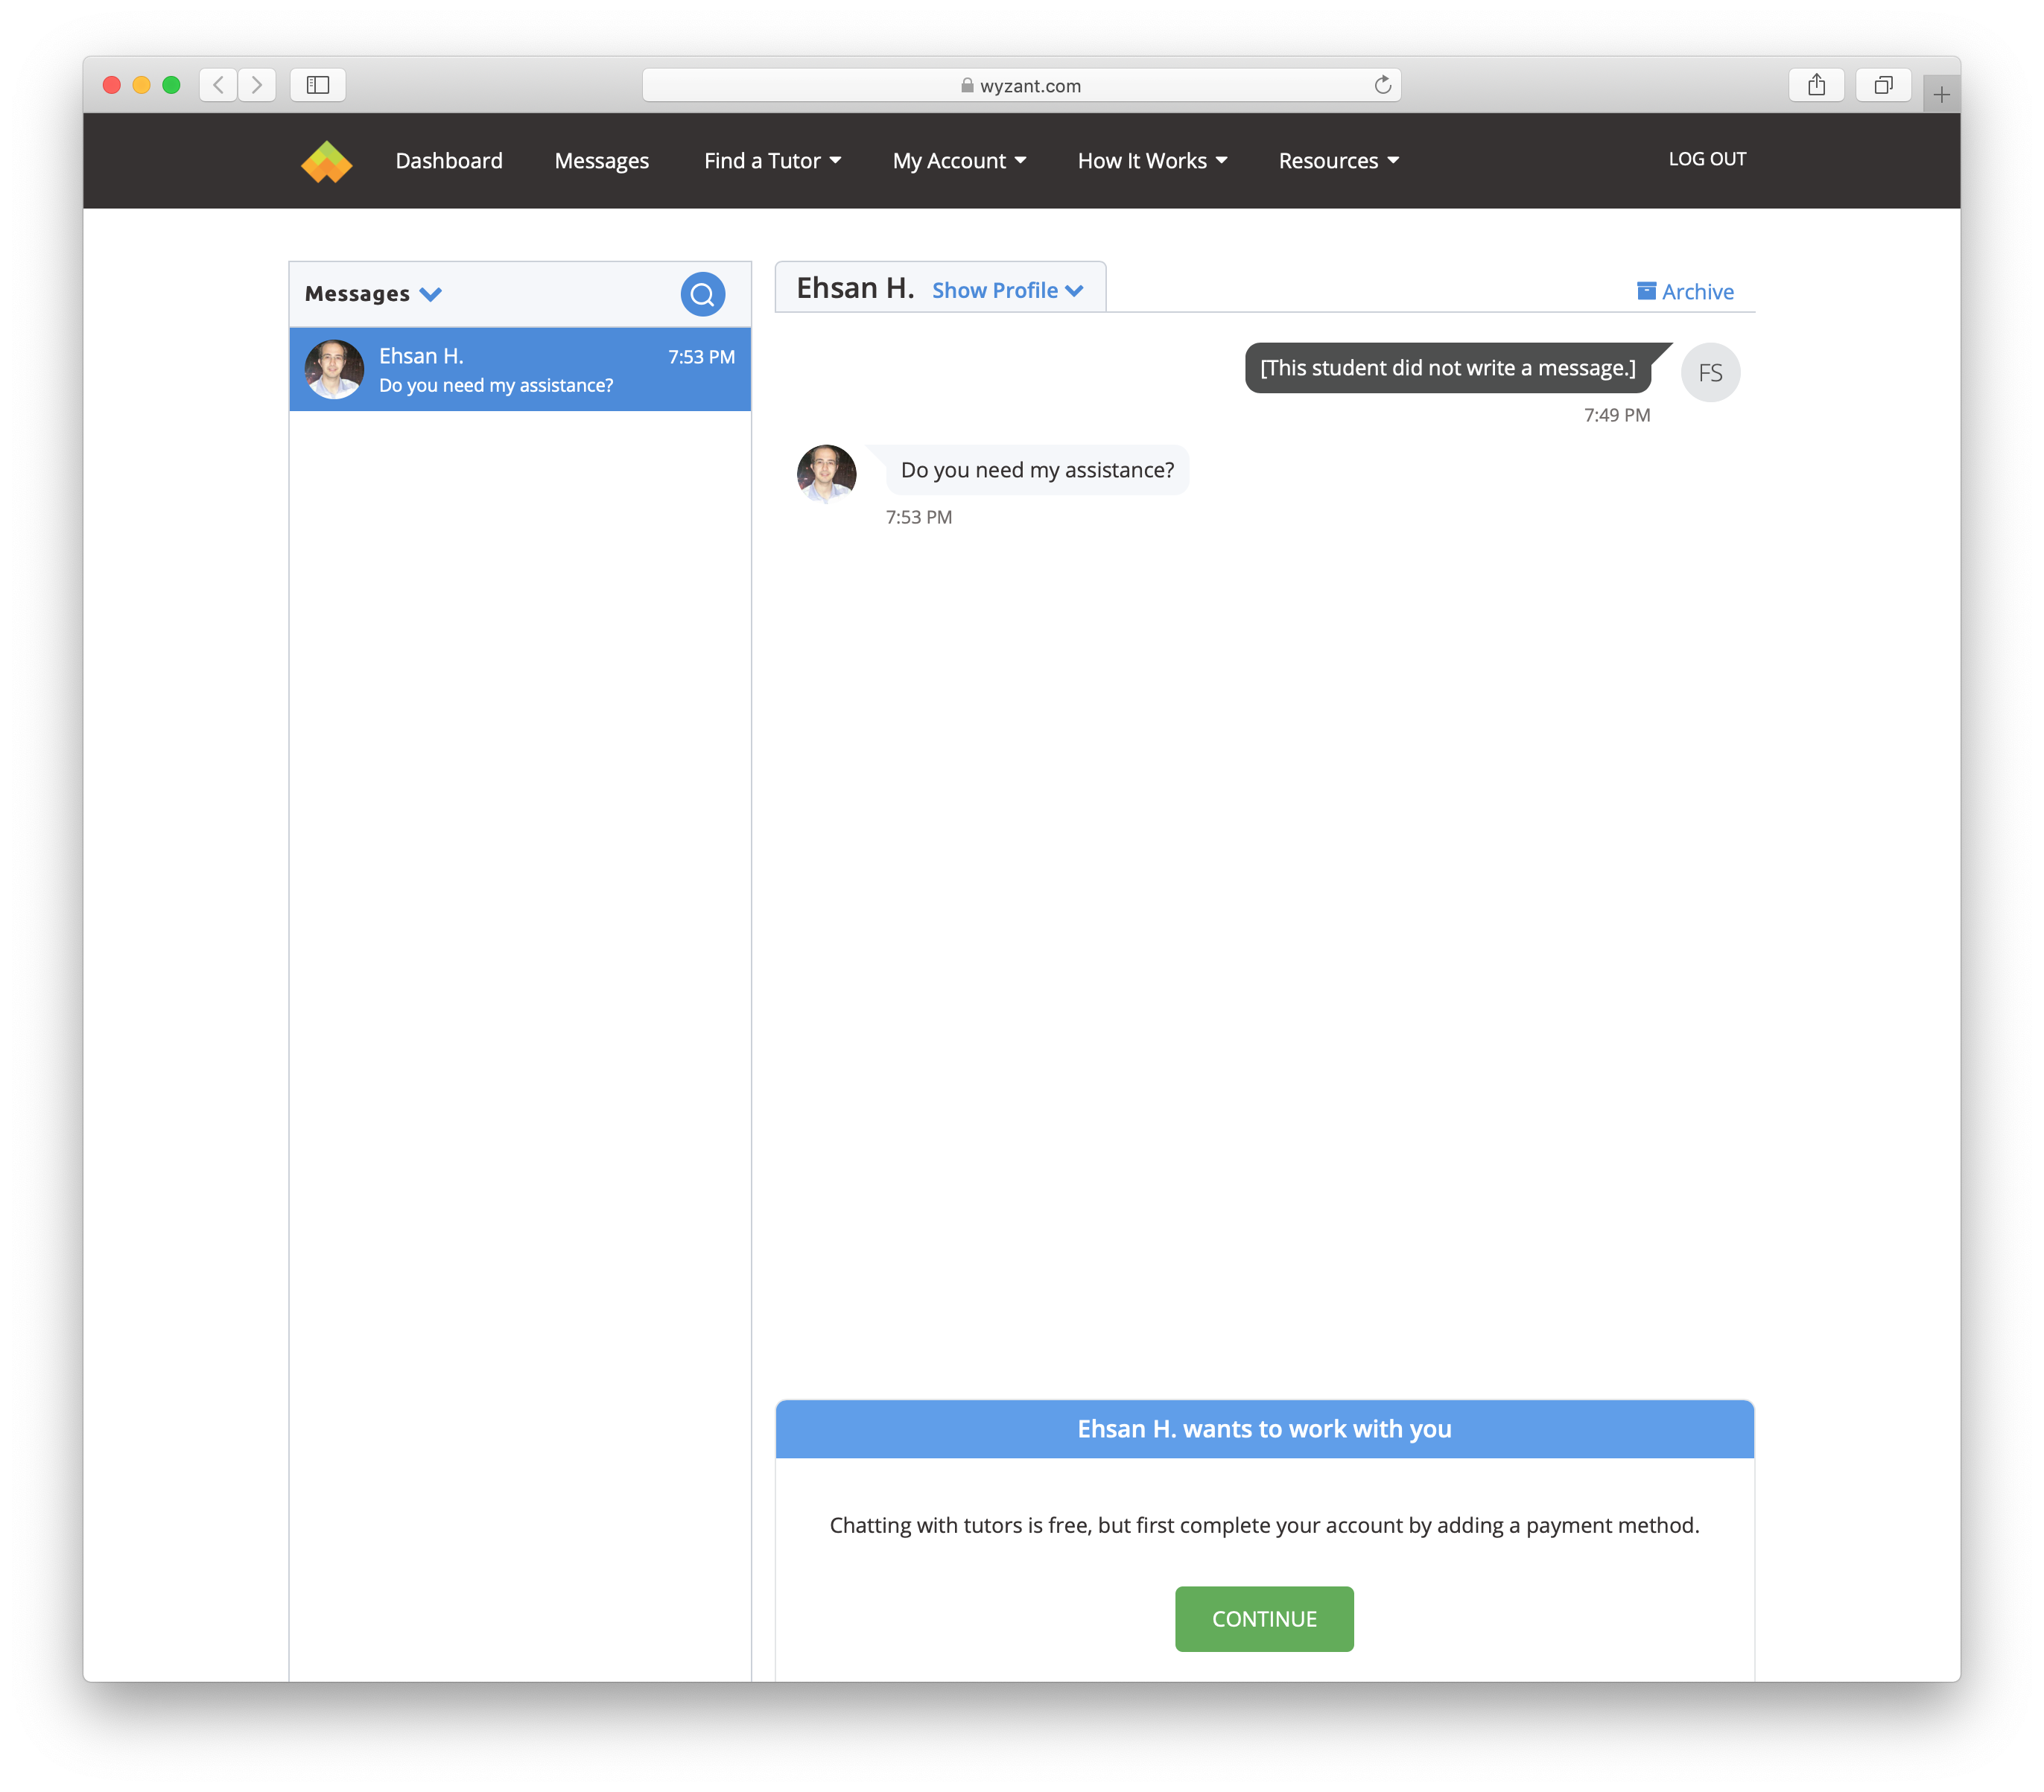 wyzant.com
Dashboard Messages Find a Tutor My Account How It Works Resources LOG OUT
Messages
Ehsan H. 7:53 PM
Do you need my assistance?
Ehsan H. Show Profile Archive
[This student did not write a message.] FS
7:49 PM
Do you need my assistance?
7:53 PM
Ehsan H. wants to work with you
Chatting with tutors is free, but first complete your account by adding a payment method.
CONTINUE